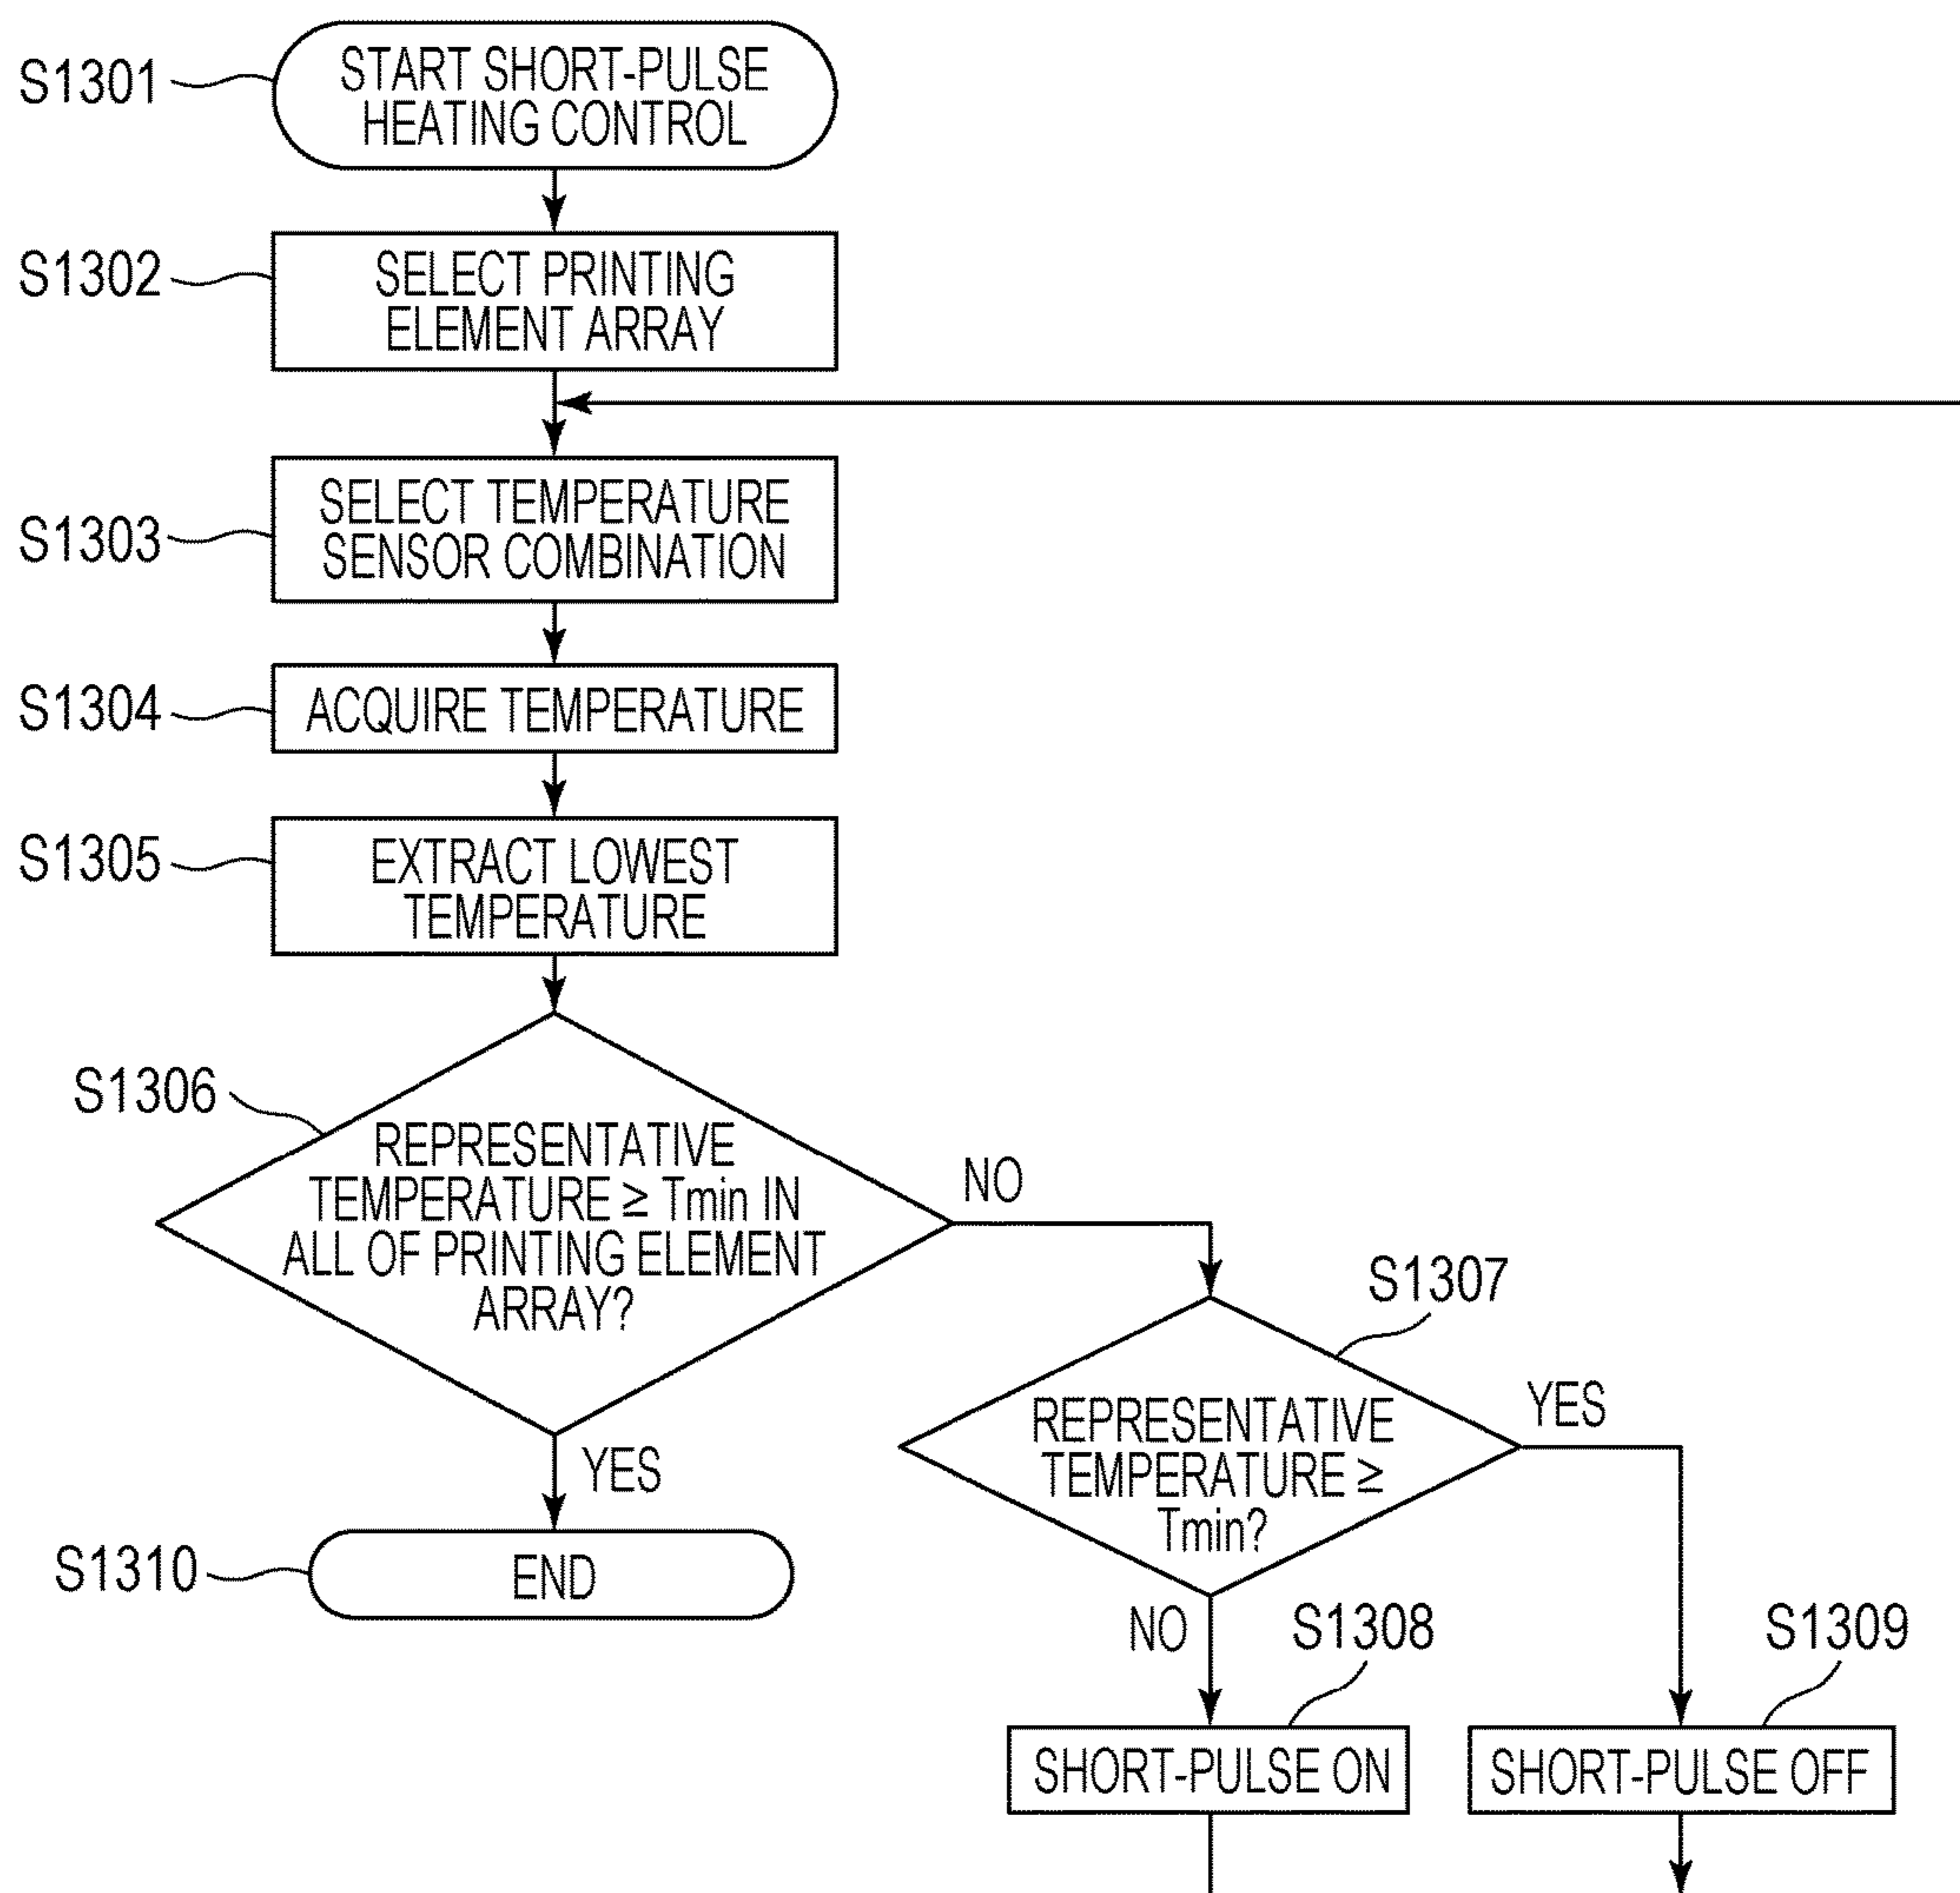 S1301
START SHORT-PULSE
HEATING CONTROL
S1302
SELECT PRINTING
ELEMENT ARRAY
S1303
SELECT TEMPERATURE
SENSOR COMBINATION
S1304
ACQUIRE TEMPERATURE
S1305
EXTRACT LOWEST
TEMPERATURE
S1306
REPRESENTATIVE
TEMPERATURE ≥ Tmin IN
ALL OF PRINTING ELEMENT
ARRAY?
NO
YES
S1307
REPRESENTATIVE
TEMPERATURE ≥
Tmin?
YES
NO
S1310
END
S1308
SHORT-PULSE ON
S1309
SHORT-PULSE OFF